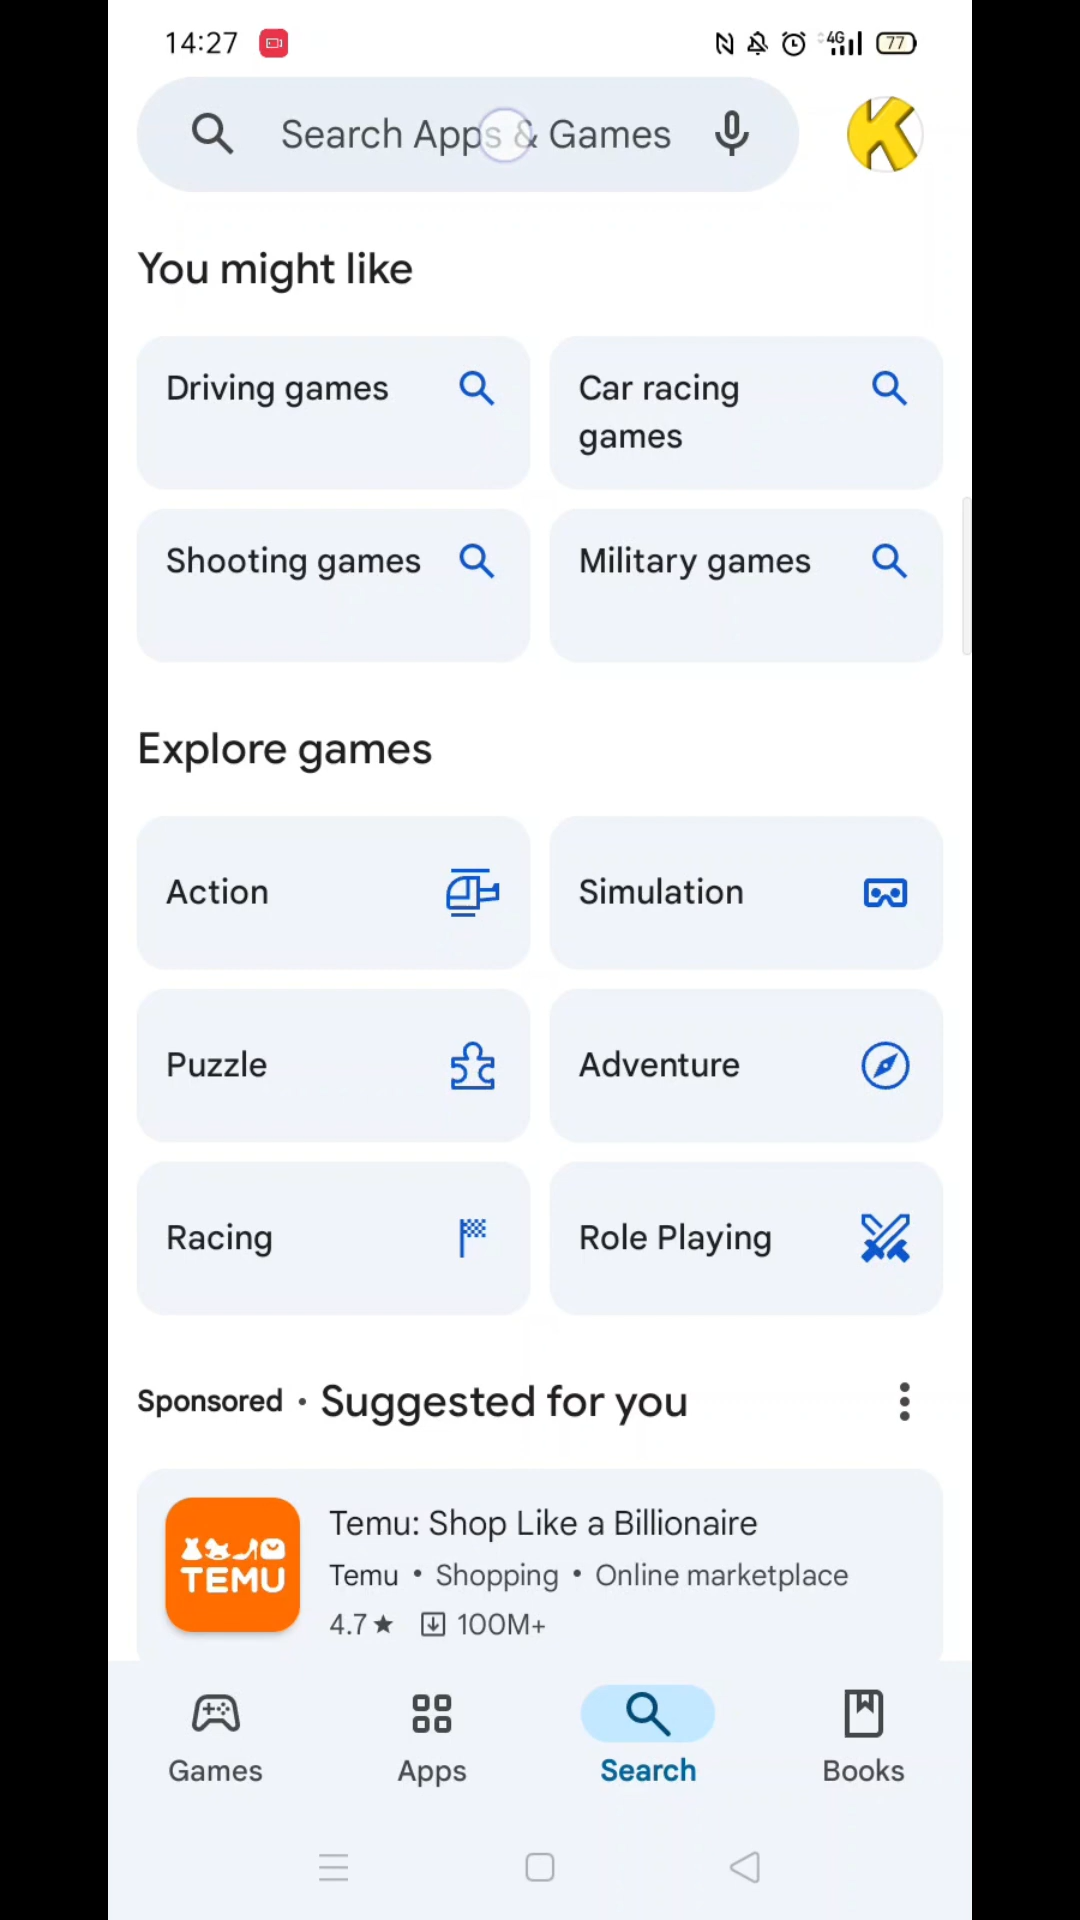 14:27 4G 77
Search Apps & Games
K
You might like
Driving games
Car racing
games
Shooting games
Military games
Explore games
Action
Simulation
Puzzle
Adventure
Racing
Role Playing
Sponsored • Suggested for you
TEMU
Temu: Shop Like a Billionaire
Temu • Shopping • Online marketplace
4.7★ 100M+
Games
Apps
Search
Books